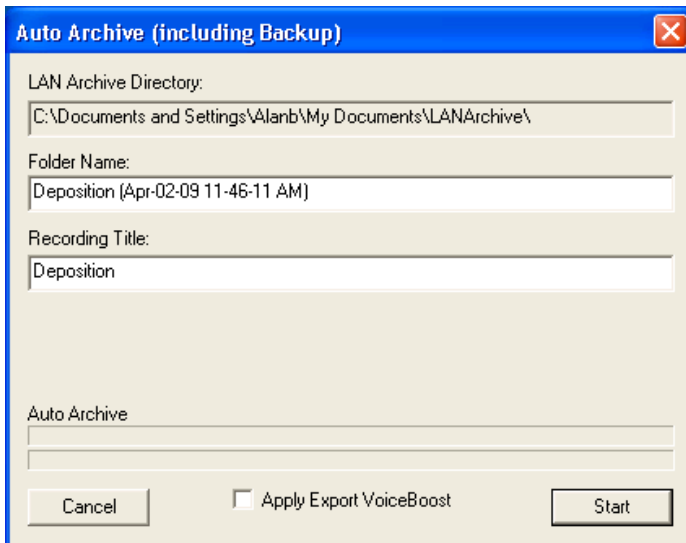 Auto Archive (including Backup)
LAN Archive Directory:
C:\Documents and Settings\Alanb\My Documents\LANArchive\
Folder Name:
Deposition (Apr-02-09 11-46-11 AM)
Recording Title:
Deposition
Auto Archive
Cancel
Apply Export VoiceBoost
Start